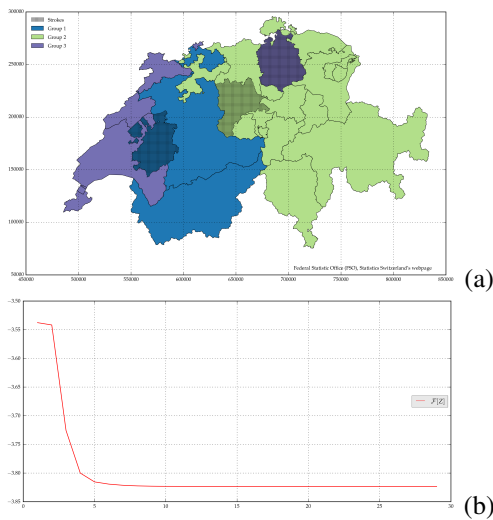 300000
Strokes
Group 1
Group 2
Group 3
250000
200000
150000
100000
50000
450000 500000 550000 600000 650000 700000 750000 800000 850000
Federal Statistic Office (FSO), Statistics Switzerland's webpage
(a)
-3.50
-3.55
-3.60
-3.65
-3.70
-3.75
-3.80
-3.85
0 5 10 15 20 25 30
F[Z]
(b)